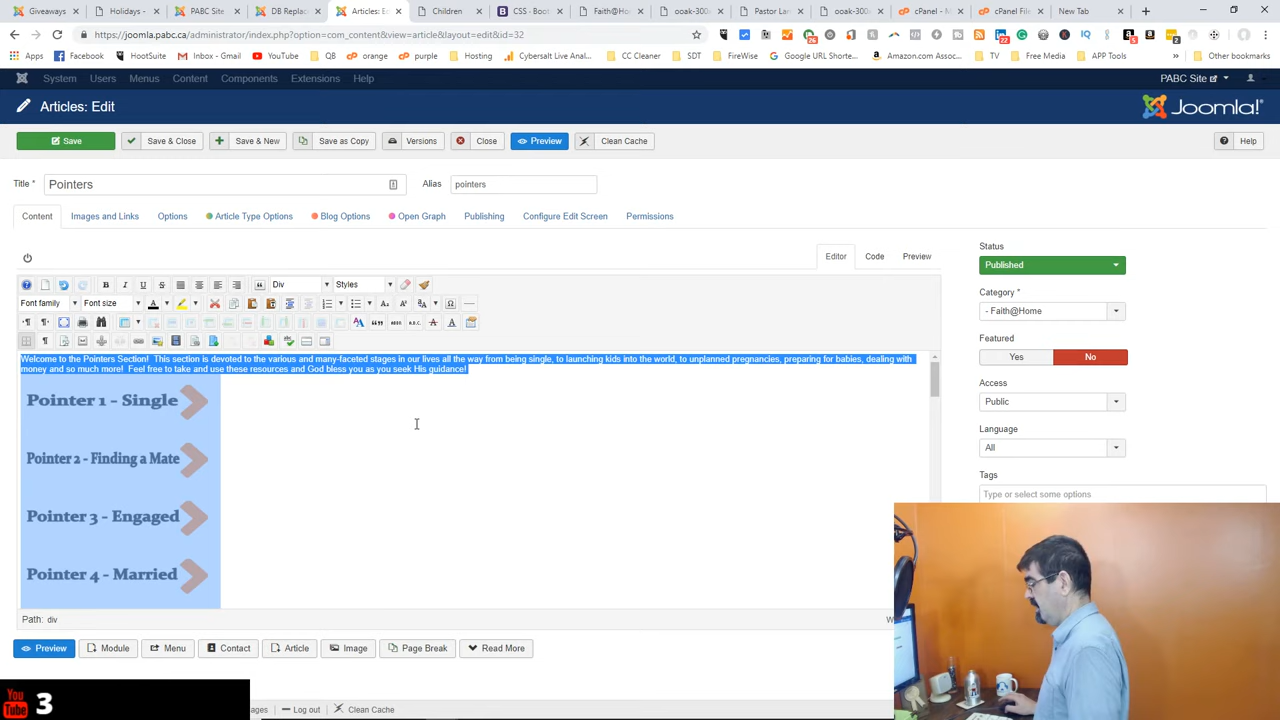 Giveaways
Holidays -
PABC Site
DB Replac
Articles: Edi
Children
CSS · Boot
Faith@Ho
ooak-300
Pastor Lan
ooak-300
cPanel - M
cPanel File
New Tab
https://joomla.pabc.ca/administrator/index.php?option=com_content&view=article&layout=edit&id=32
Apps
Facebook
HootSuite
Inbox - Gmail
YouTube
QB
orange
purple
Hosting
Cybersalt Live Anal...
CC Cleaner
SDT
FireWise
Google URL Shorte...
Amazon.com Assoc...
TV
Free Media
APP Tools
Other bookmarks
System Users Menus Content Components Extensions Help
PABC Site
Articles: Edit
Joomla!
Save
Save & Close
Save & New
Save as Copy
Versions
Close
Preview
Clean Cache
Help
Title * Pointers
Alias pointers
Content
Images and Links
Options
Article Type Options
Blog Options
Open Graph
Publishing
Configure Edit Screen
Permissions
Editor
Code
Preview
Div
Styles
Font family
Font size
Welcome to the Pointers Section! This section is devoted to the various and many-faceted stages in our lives all the way from being single, to launching kids into the world, to unplanned pregnancies, preparing for babies, dealing with
money and so much more! Feel free to take and use these resources and God bless you as you seek His guidance!
Pointer 1 - Single
Pointer 2 - Finding a Mate
Pointer 3 - Engaged
Pointer 4 - Married
Path: div
Status
Published
Category *
- Faith@Home
Featured
Yes
No
Access
Public
Language
All
Tags
Type or select some options
Preview
Module
Menu
Contact
Article
Image
Page Break
Read More
You Tube 3
Log out
Clean Cache